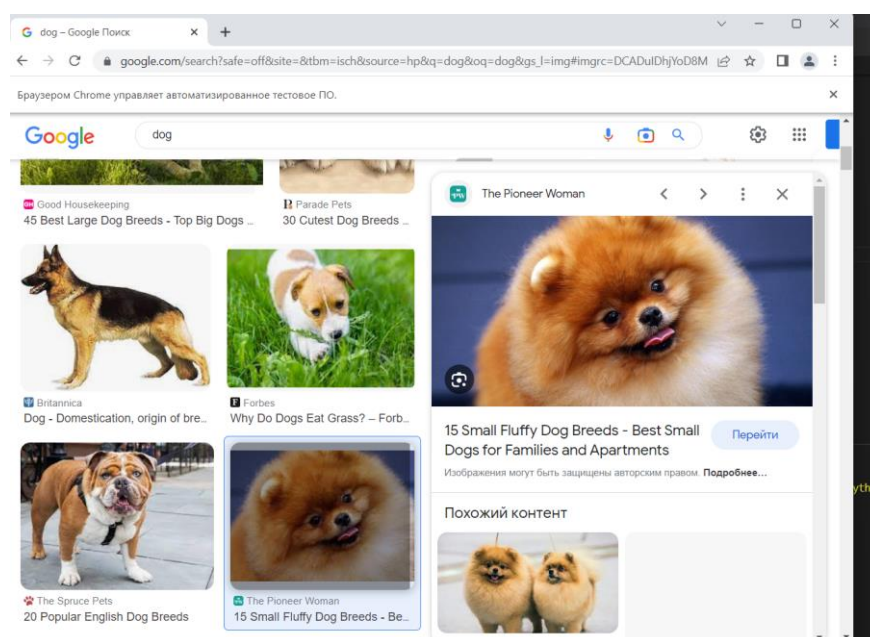 dog – Google Поиск
google.com/search?safe=off&site=&tbm=isch&source=hp&q=dog&oq=dog&gs_l=img#imgrc=DCADuIDhjYoD8M
Браузером Chrome управляет автоматизированное тестовое ПО.
Google
dog
Good Housekeeping
45 Best Large Dog Breeds - Top Big Dogs ...
Parade Pets
30 Cutest Dog Breeds ...
Britannica
Dog - Domestication, origin of bre...
Forbes
Why Do Dogs Eat Grass? – Forb...
The Spruce Pets
20 Popular English Dog Breeds
The Pioneer Woman
15 Small Fluffy Dog Breeds - Be...
The Pioneer Woman
15 Small Fluffy Dog Breeds - Best Small
Dogs for Families and Apartments
Перейти
Изображения могут быть защищены авторским правом. Подробнее...
Похожий контент
yth